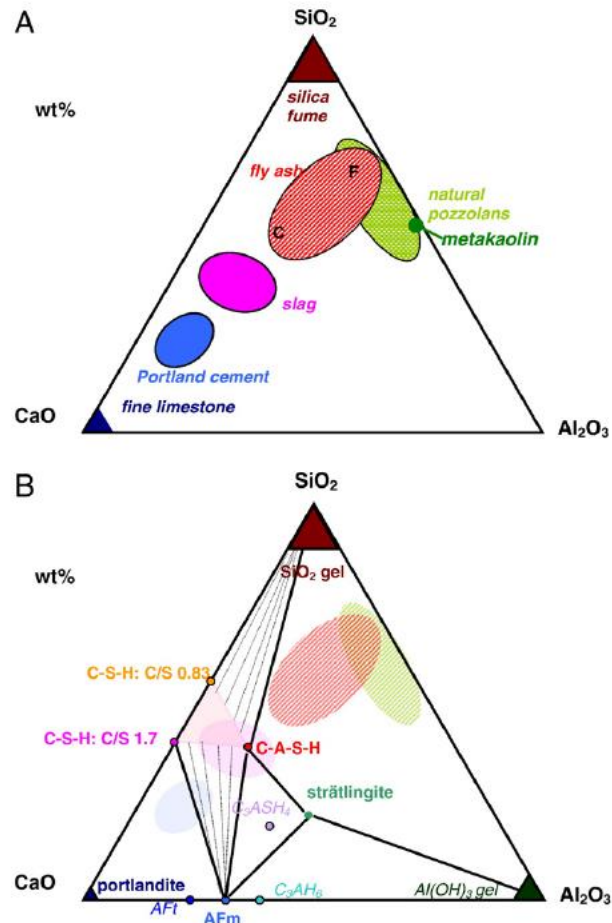 A
SiO₂
wt%
silica
fume
fly ash
F
natural
pozzolans
metakaolin
C
slag
Portland cement
CaO
fine limestone
Al₂O₃
B
SiO₂
wt%
SiO₂ gel
C-S-H: C/S 0.83
C-S-H: C/S 1.7
C-A-S-H
strätlingite
C₃ASH₄
CaO
portlandite
Al(OH)₃ gel
Al₂O₃
AFt
AFm
C₃AH₆